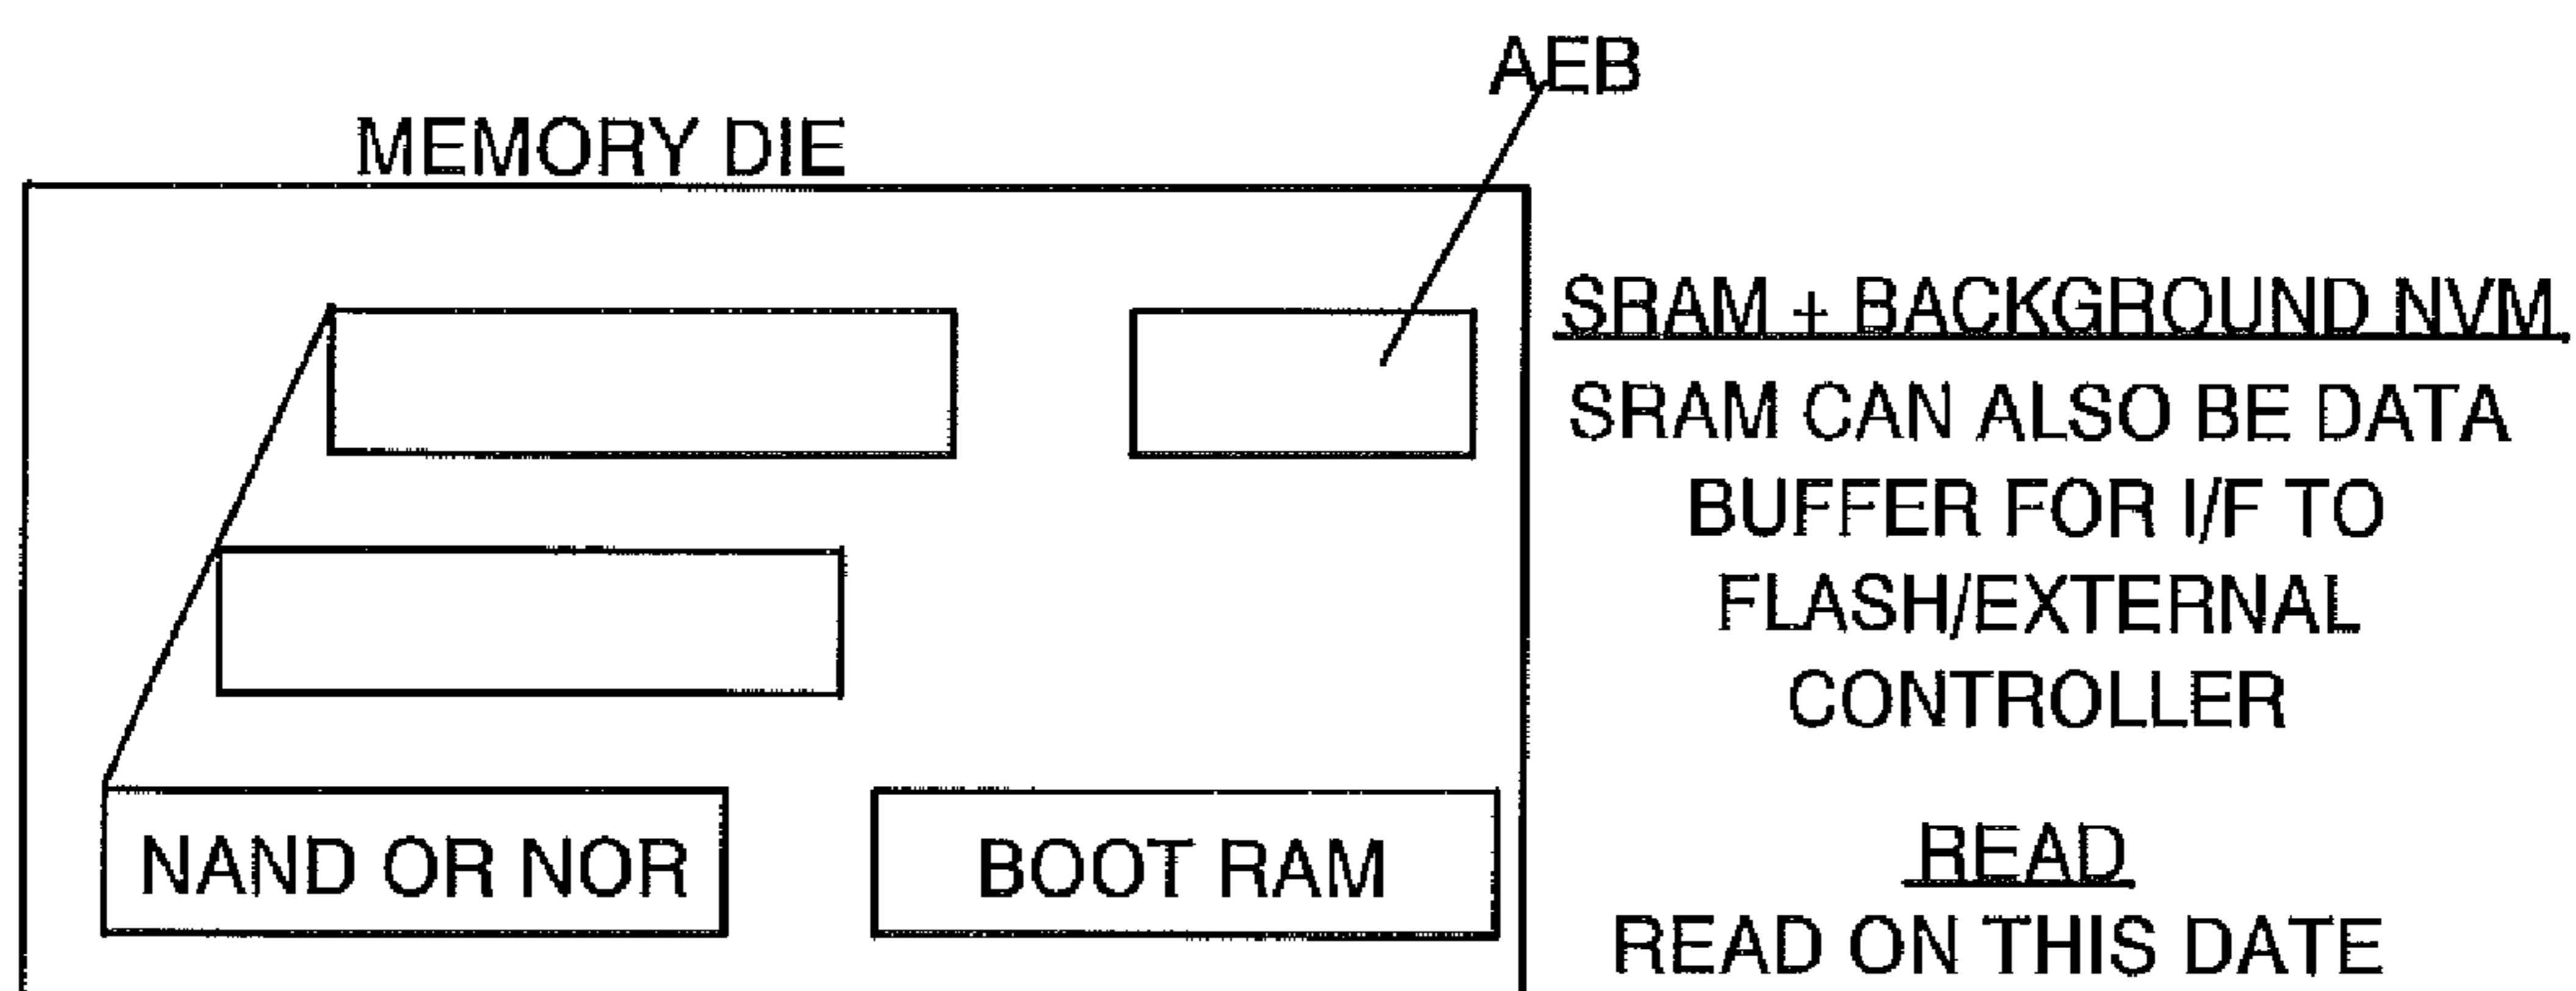 AEB
MEMORY DIE
SRAM + BACKGROUND NVM
SRAM CAN ALSO BE DATA
BUFFER FOR I/F TO
FLASH/EXTERNAL
CONTROLLER
NAND OR NOR
BOOT RAM
READ
READ ON THIS DATE